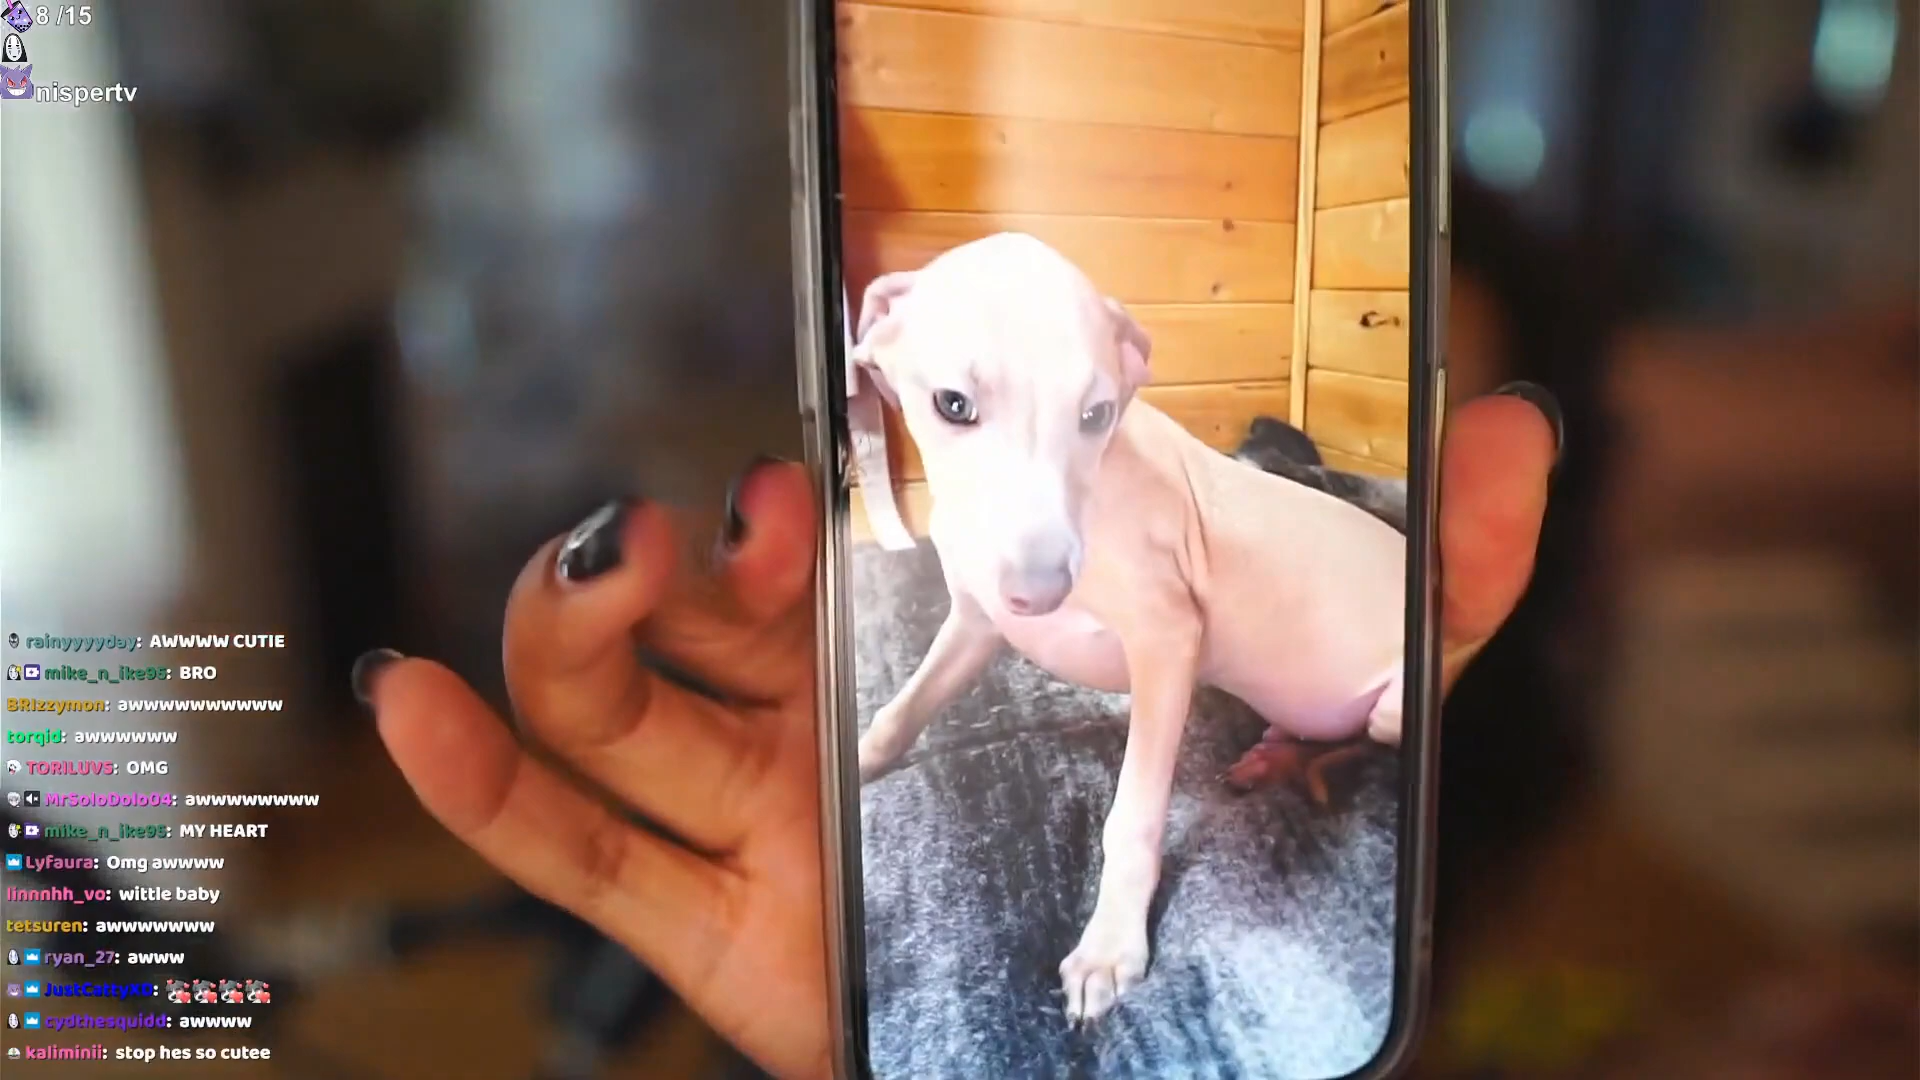 8 /15
nispertv
rainyyyyday: AWWWW CUTIE
mike_n_ike95: BRO
BRIzzymon: awwwwwwwwwww
torqid: awwwwww
TORILUVS: OMG
MrSoloDolo04: awwwwwwwww
mike_n_ike95: MY HEART
Lyfaura: Omg awwww
linnnhh_vo: wittle baby
tetsuren: awwwwwww
ryan_27: awww
JustCattyXD:
cydthesquidd: awwww
kaliminii: stop hes so cutee